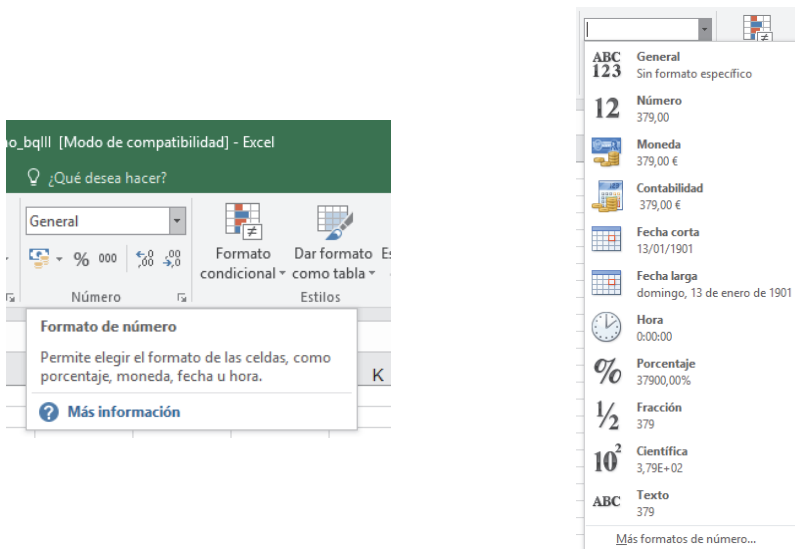 [Modo de compatibilidad] - Excel
¿Qué desea hacer?
General
% 000 ,00 ,00 ,0
Formato condicional
Dar formato como tabla
Número
Estilos
Formato de número
Permite elegir el formato de las celdas, como
porcentaje, moneda, fecha u hora.
Más información
K
ABC
123
General
Sin formato específico
12
Número
379,00
Moneda
379,00 €
Contabilidad
379,00 €
Fecha corta
13/01/1901
Fecha larga
domingo, 13 de enero de 1901
Hora
0:00:00
%
Porcentaje
37900,00%
1/2
Fracción
379
10²
Científica
3,79E+02
ABC
Texto
379
Más formatos de número...